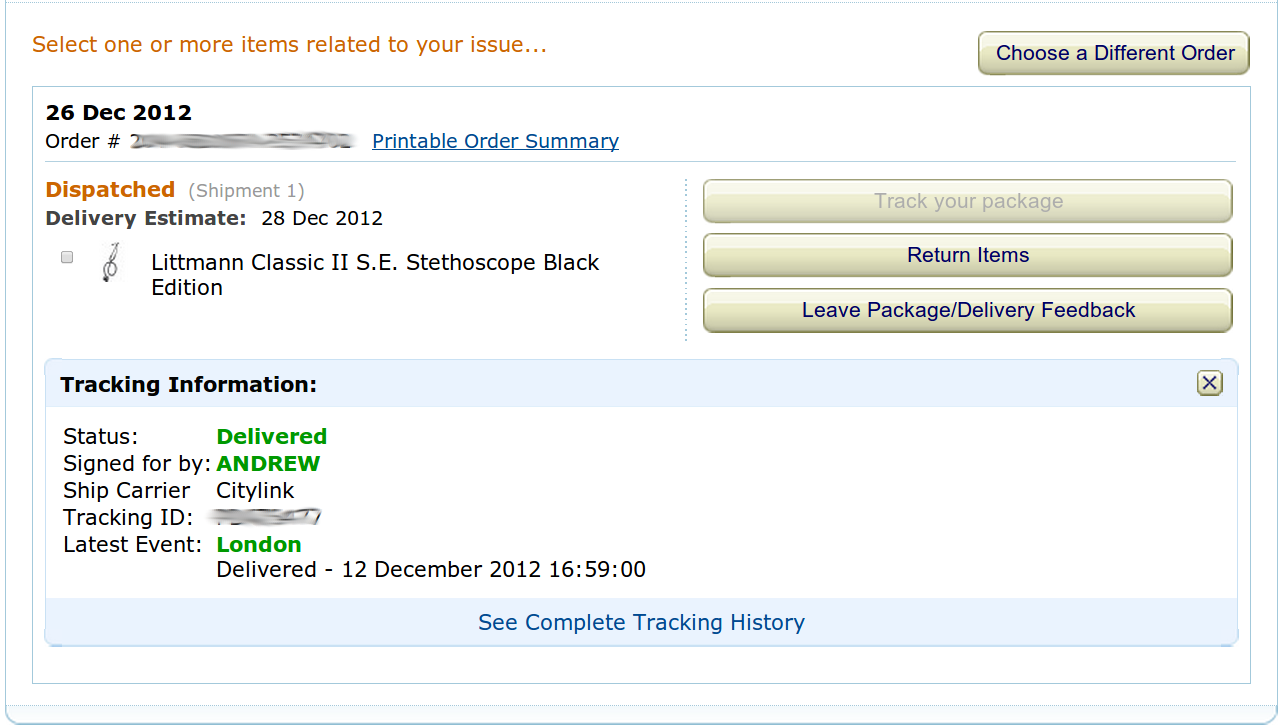 Select one or more items related to your issue...
Choose a Different Order
26 Dec 2012
Order #
Printable Order Summary
Dispatched (Shipment 1)
Delivery Estimate: 28 Dec 2012
Littmann Classic II S.E. Stethoscope Black
Edition
Track your package
Return Items
Leave Package/Delivery Feedback
Tracking Information:
Status: Delivered
Signed for by: ANDREW
Ship Carrier Citylink
Tracking ID:
Latest Event: London
Delivered - 12 December 2012 16:59:00
See Complete Tracking History